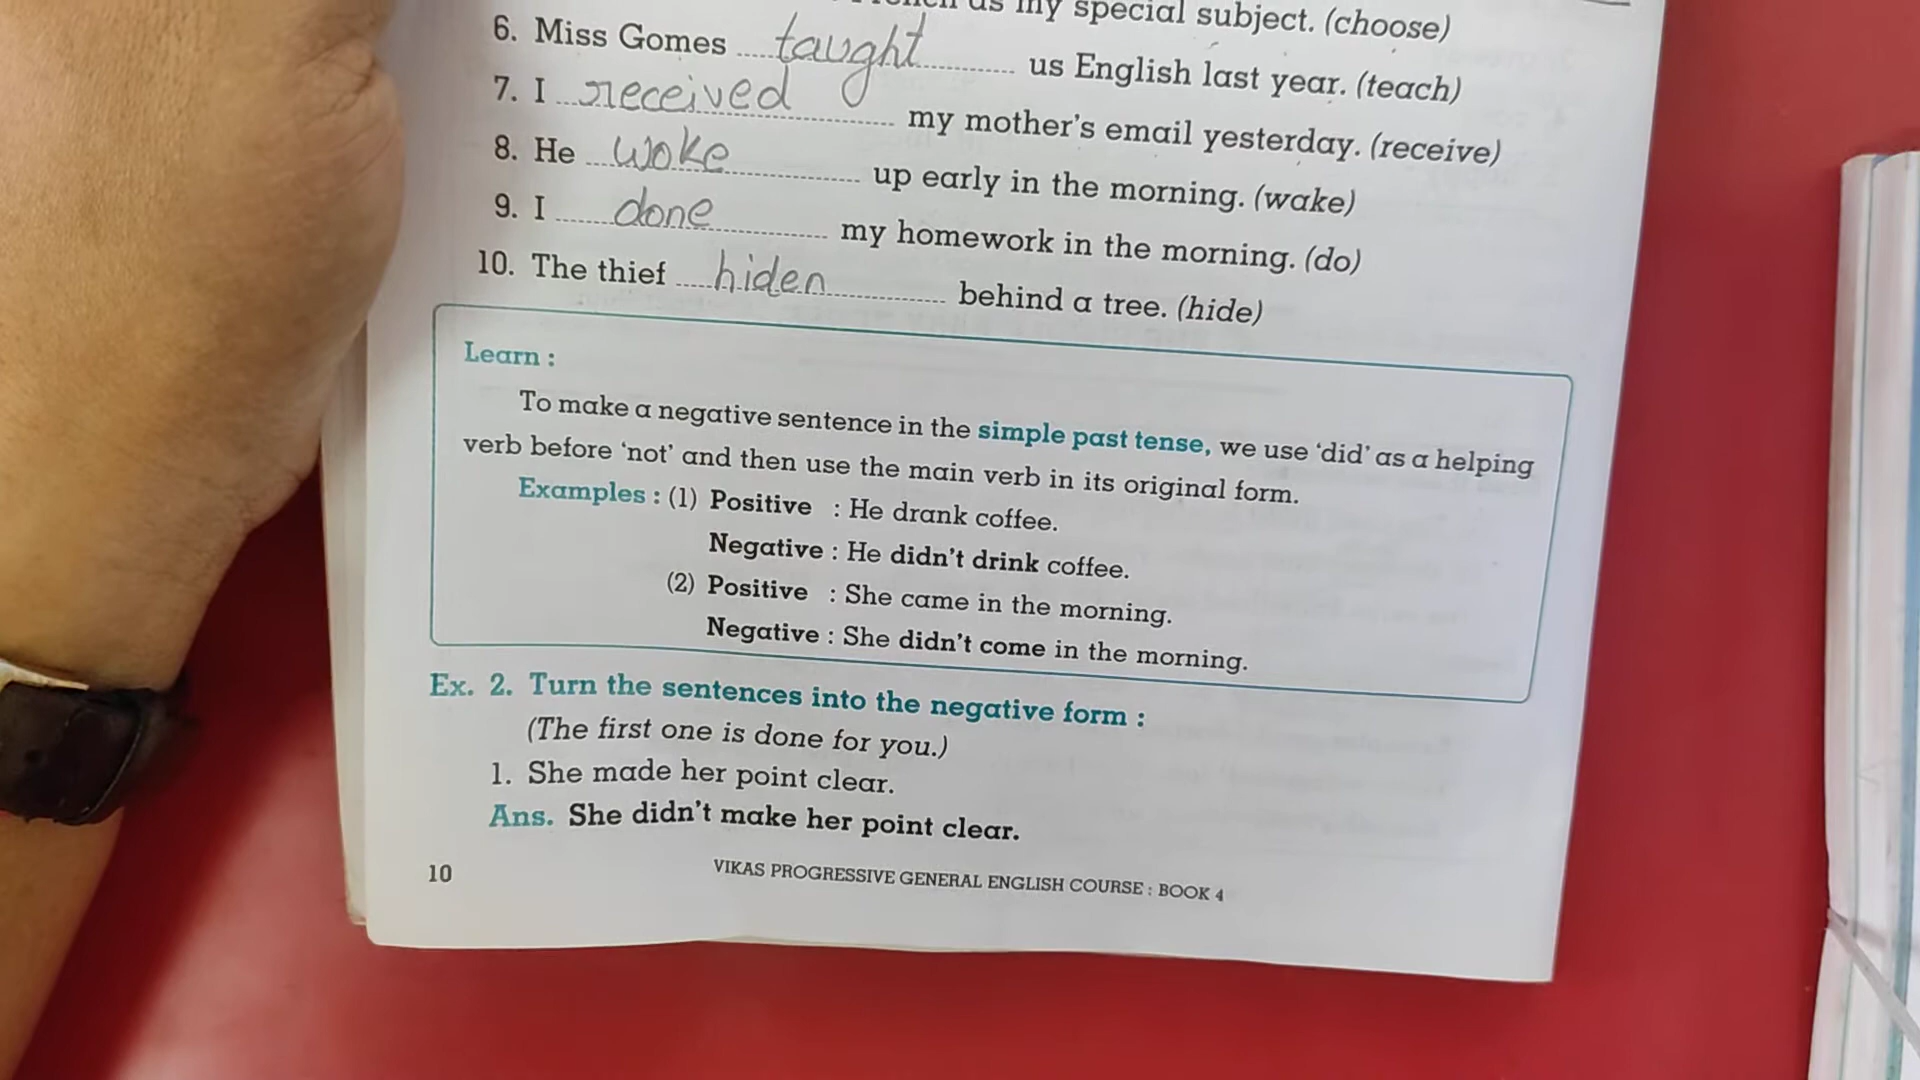 as my special subject. (choose)
6. Miss Gomes taught us English last year. (teach)
7. I received my mother's email yesterday. (receive)
8. He woke up early in the morning. (wake)
9. I done my homework in the morning. (do)
10. The thief hiden behind a tree. (hide)
Learn :
To make a negative sentence in the simple past tense, we use 'did' as a helping
verb before 'not' and then use the main verb in its original form.
Examples : (1) Positive : He drank coffee.
Negative : He didn't drink coffee.
(2) Positive : She came in the morning.
Negative : She didn't come in the morning.
Ex. 2. Turn the sentences into the negative form :
(The first one is done for you.)
1. She made her point clear.
Ans. She didn't make her point clear.
10 VIKAS PROGRESSIVE GENERAL ENGLISH COURSE : BOOK 4